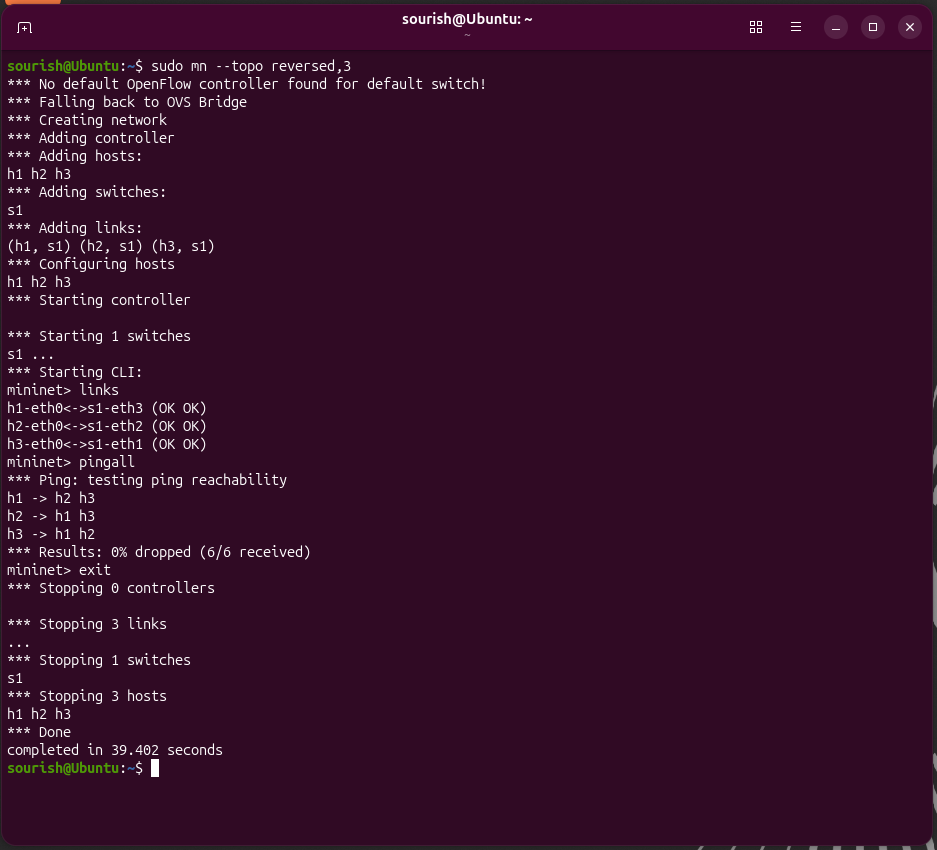 sourish@Ubuntu: ~
~
sourish@Ubuntu:~$ sudo mn --topo reversed,3
*** No default OpenFlow controller found for default switch!
*** Falling back to OVS Bridge
*** Creating network
*** Adding controller
*** Adding hosts:
h1 h2 h3
*** Adding switches:
s1
*** Adding links:
(h1, s1) (h2, s1) (h3, s1)
*** Configuring hosts
h1 h2 h3
*** Starting controller

*** Starting 1 switches
s1 ...
*** Starting CLI:
mininet> links
h1-eth0<->s1-eth3 (OK OK)
h2-eth0<->s1-eth2 (OK OK)
h3-eth0<->s1-eth1 (OK OK)
mininet> pingall
*** Ping: testing ping reachability
h1 -> h2 h3
h2 -> h1 h3
h3 -> h1 h2
*** Results: 0% dropped (6/6 received)
mininet> exit
*** Stopping 0 controllers

*** Stopping 3 links
...
*** Stopping 1 switches
s1
*** Stopping 3 hosts
h1 h2 h3
*** Done
completed in 39.402 seconds
sourish@Ubuntu:~$